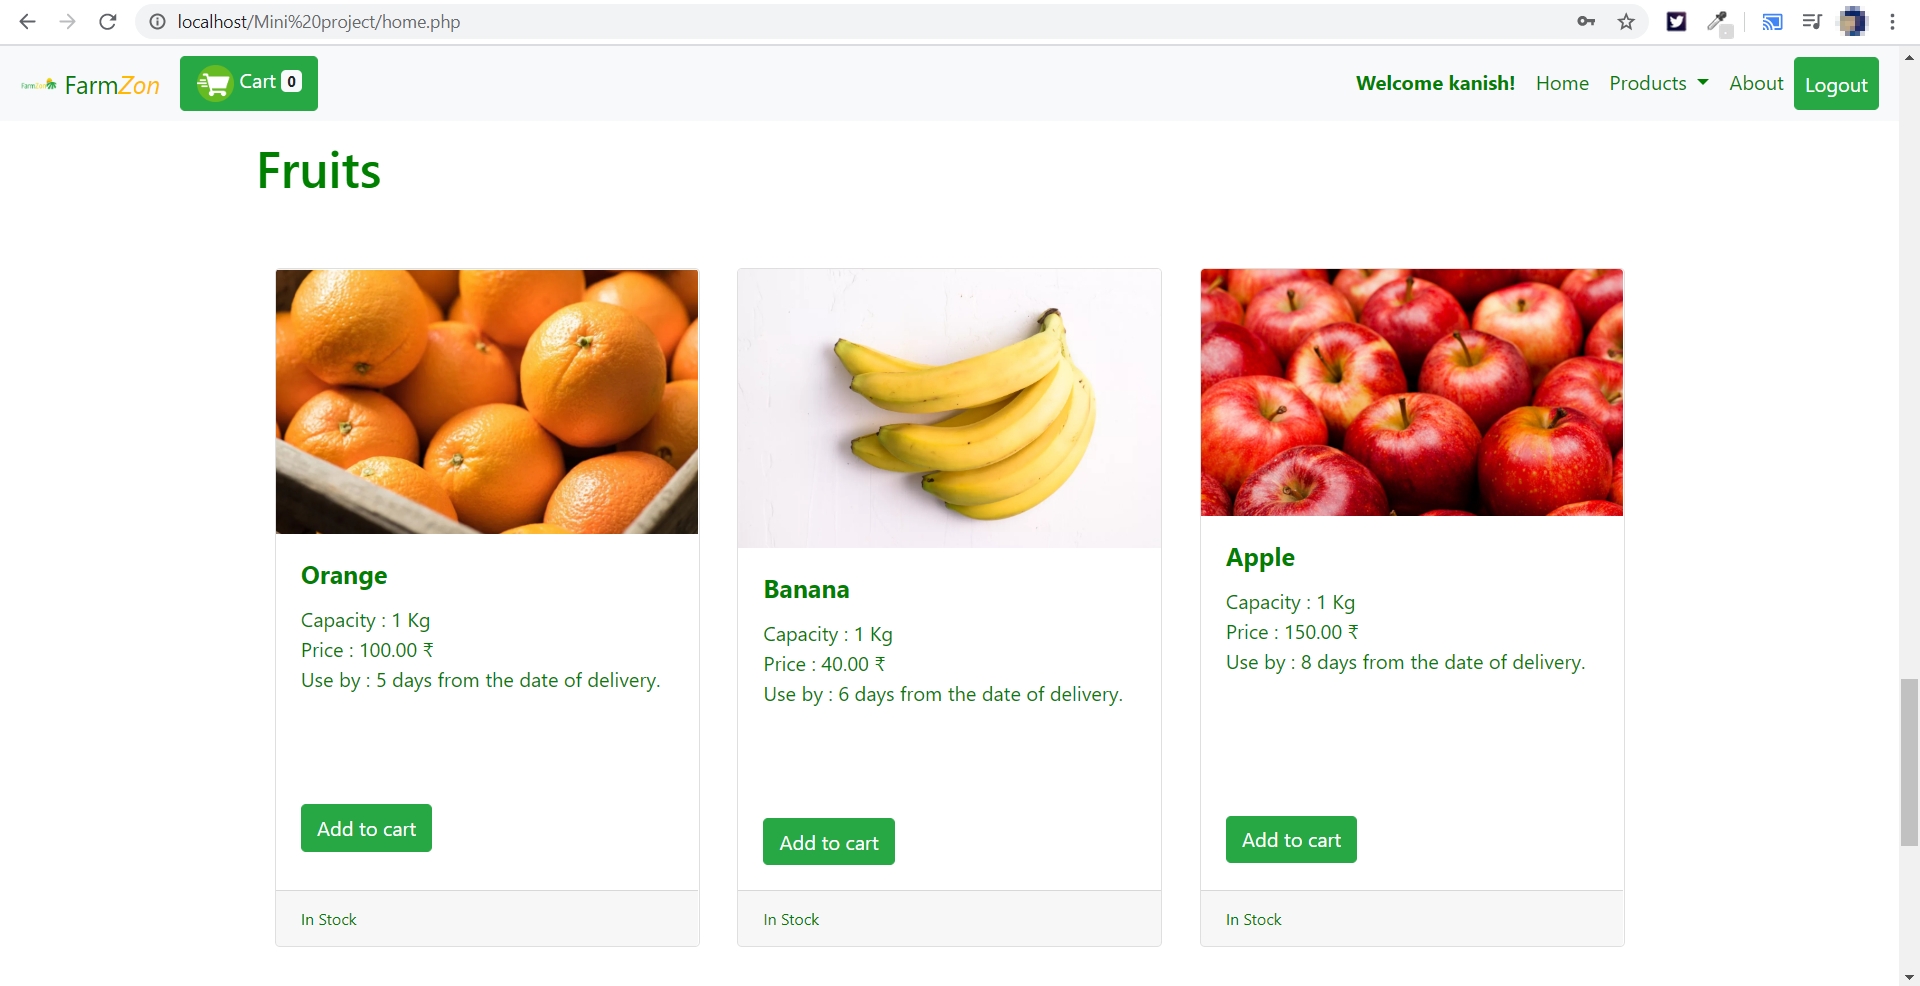 localhost/Mini%20project/home.php
FarmZon FarmZon Cart 0 Welcome kanish! Home Products About Logout
Fruits
Orange
Capacity : 1 Kg
Price : 100.00 ₹
Use by : 5 days from the date of delivery.
Add to cart
In Stock
Banana
Capacity : 1 Kg
Price : 40.00 ₹
Use by : 6 days from the date of delivery.
Add to cart
In Stock
Apple
Capacity : 1 Kg
Price : 150.00 ₹
Use by : 8 days from the date of delivery.
Add to cart
In Stock